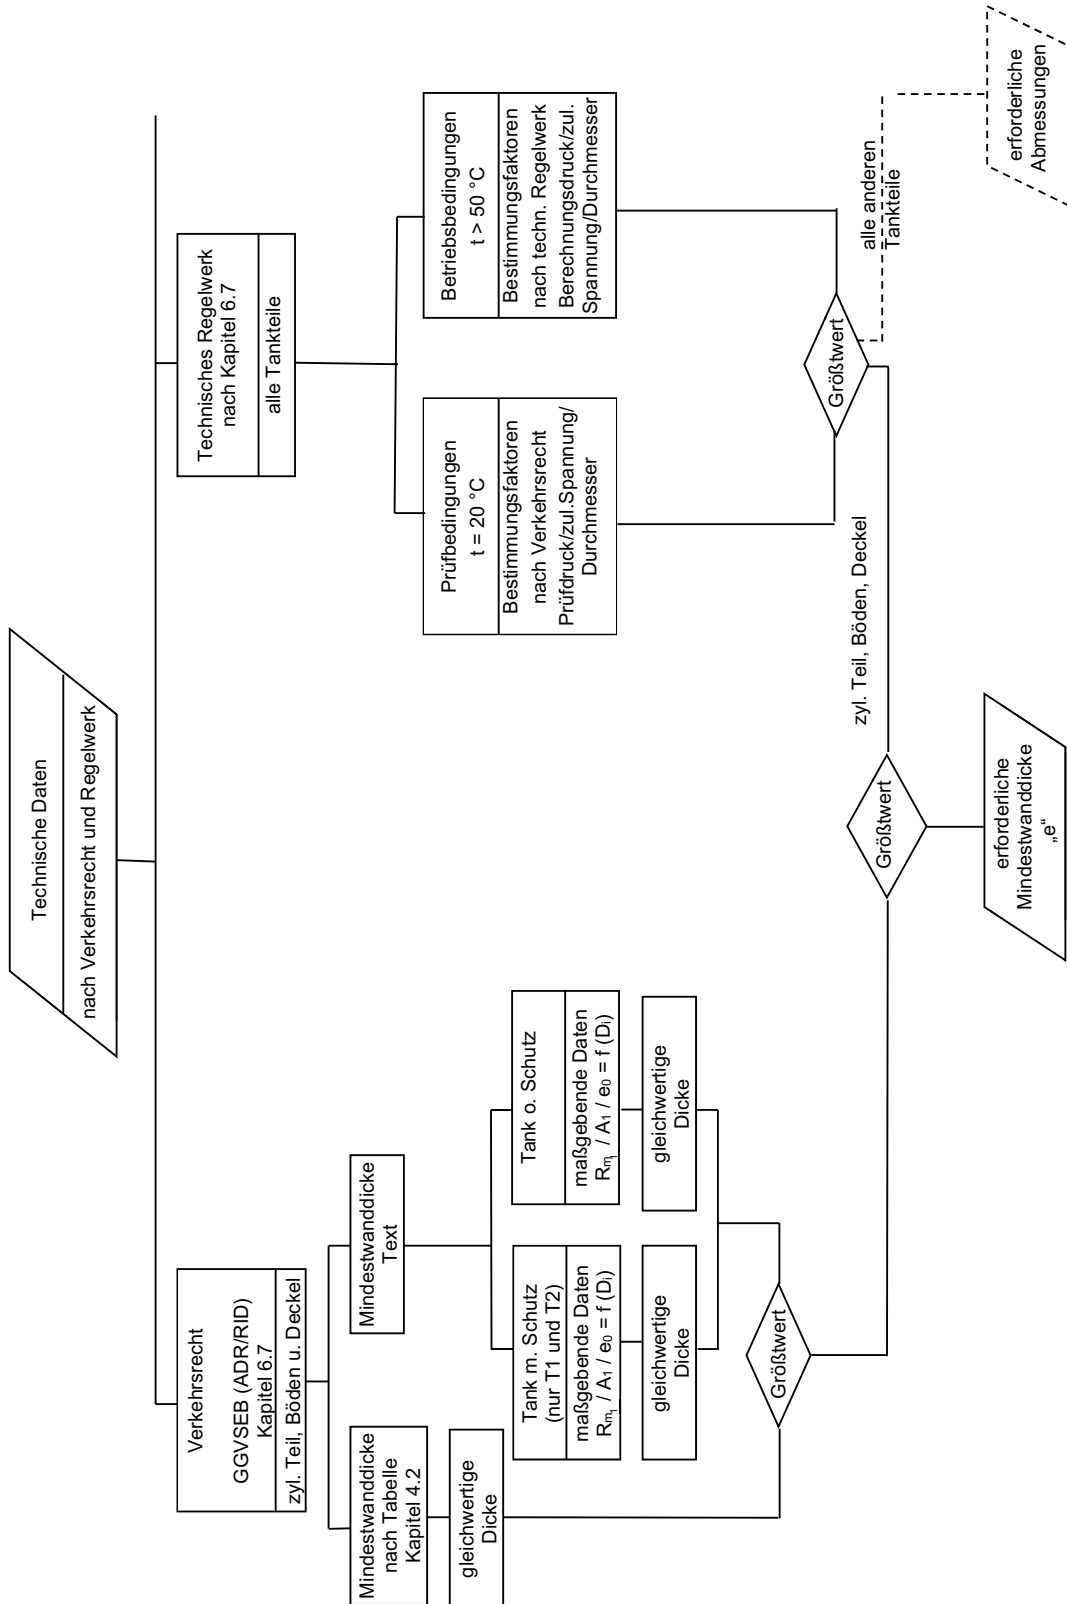 Technische Daten
nach Verkehrsrecht und Regelwerk
Verkehrsrecht
GGVSEB (ADR/RID)
Kapitel 6.7
zyl. Teil, Böden u. Deckel
Mindestwanddicke
nach Tabelle
Kapitel 4.2
gleichwertige
Dicke
Mindestwanddicke
Text
Tank m. Schutz
(nur T1 und T2)
maßgebende Daten
Rm1 / A1 / e0 = f (Di)
gleichwertige
Dicke
Tank o. Schutz
maßgebende Daten
Rm1 / A1 / e0 = f (Di)
gleichwertige
Dicke
Größtwert
Technisches Regelwerk
nach Kapitel 6.7
alle Tankteile
Prüfbedingungen
t = 20 °C
Bestimmungsfaktoren
nach Verkehrsrecht
Prüfdruck/zul.Spannung/
Durchmesser
Betriebsbedingungen
t > 50 °C
Bestimmungsfaktoren
nach techn. Regelwerk
Berechnungsdruck/zul.
Spannung/Durchmesser
Größtwert
zyl. Teil, Böden, Deckel
alle anderen
Tankteile
Größtwert
erforderliche
Mindestwanddicke
„e“
erforderliche
Abmessungen